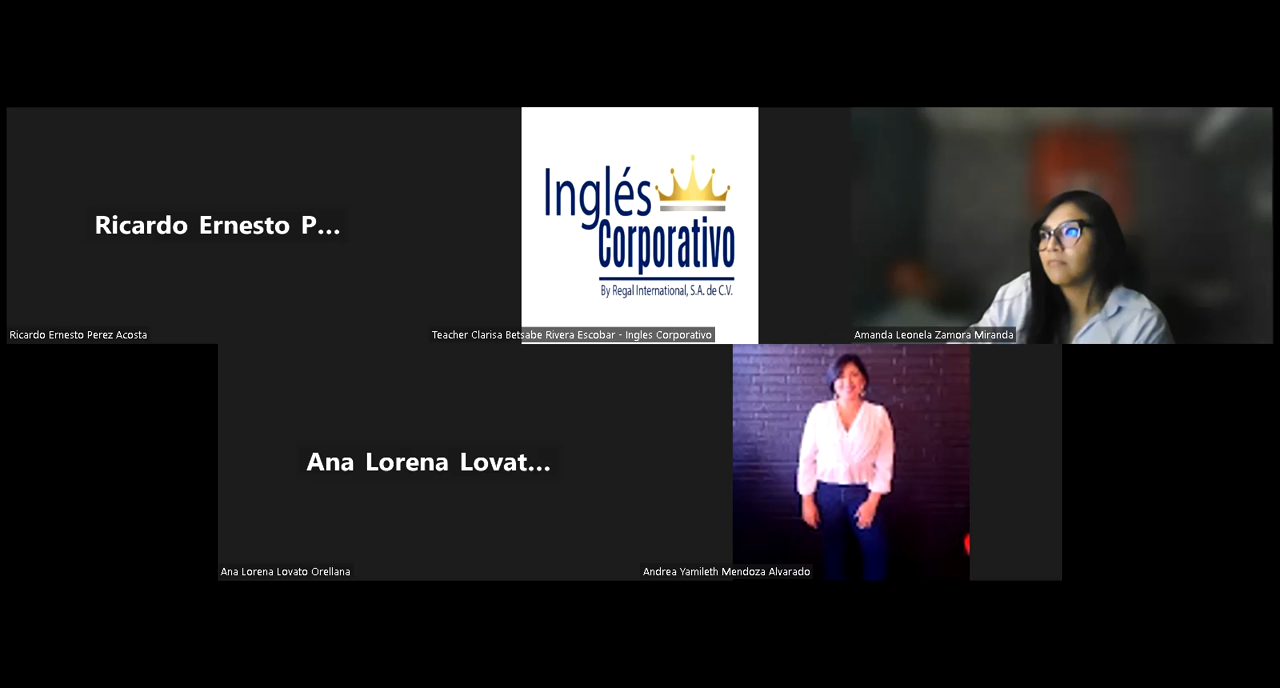 Ricardo Ernesto P...
Ricardo Ernesto Perez Acosta
Inglés
Corporativo
By Regal International, S.A. de C.V.
Teacher Clarisa Betsabe Rivera Escobar - Ingles Corporativo
Amanda Leonela Zamora Miranda
Ana Lorena Lovat...
Ana Lorena Lovato Orellana
Andrea Yamileth Mendoza Alvarado